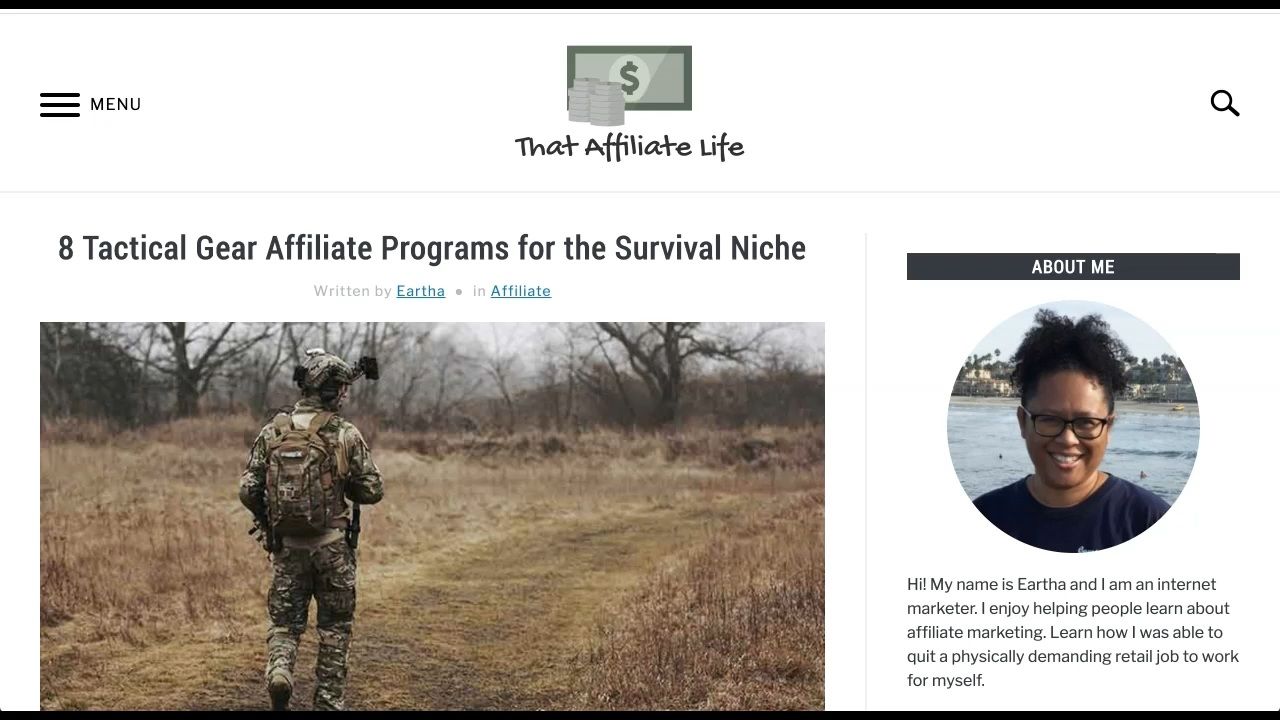 MENU
$
That Affiliate Life
8 Tactical Gear Affiliate Programs for the Survival Niche
Written by Eartha • in Affiliate
ABOUT ME
Hi! My name is Eartha and I am an internet
marketer. I enjoy helping people learn about
affiliate marketing. Learn how I was able to
quit a physically demanding retail job to work
for myself.